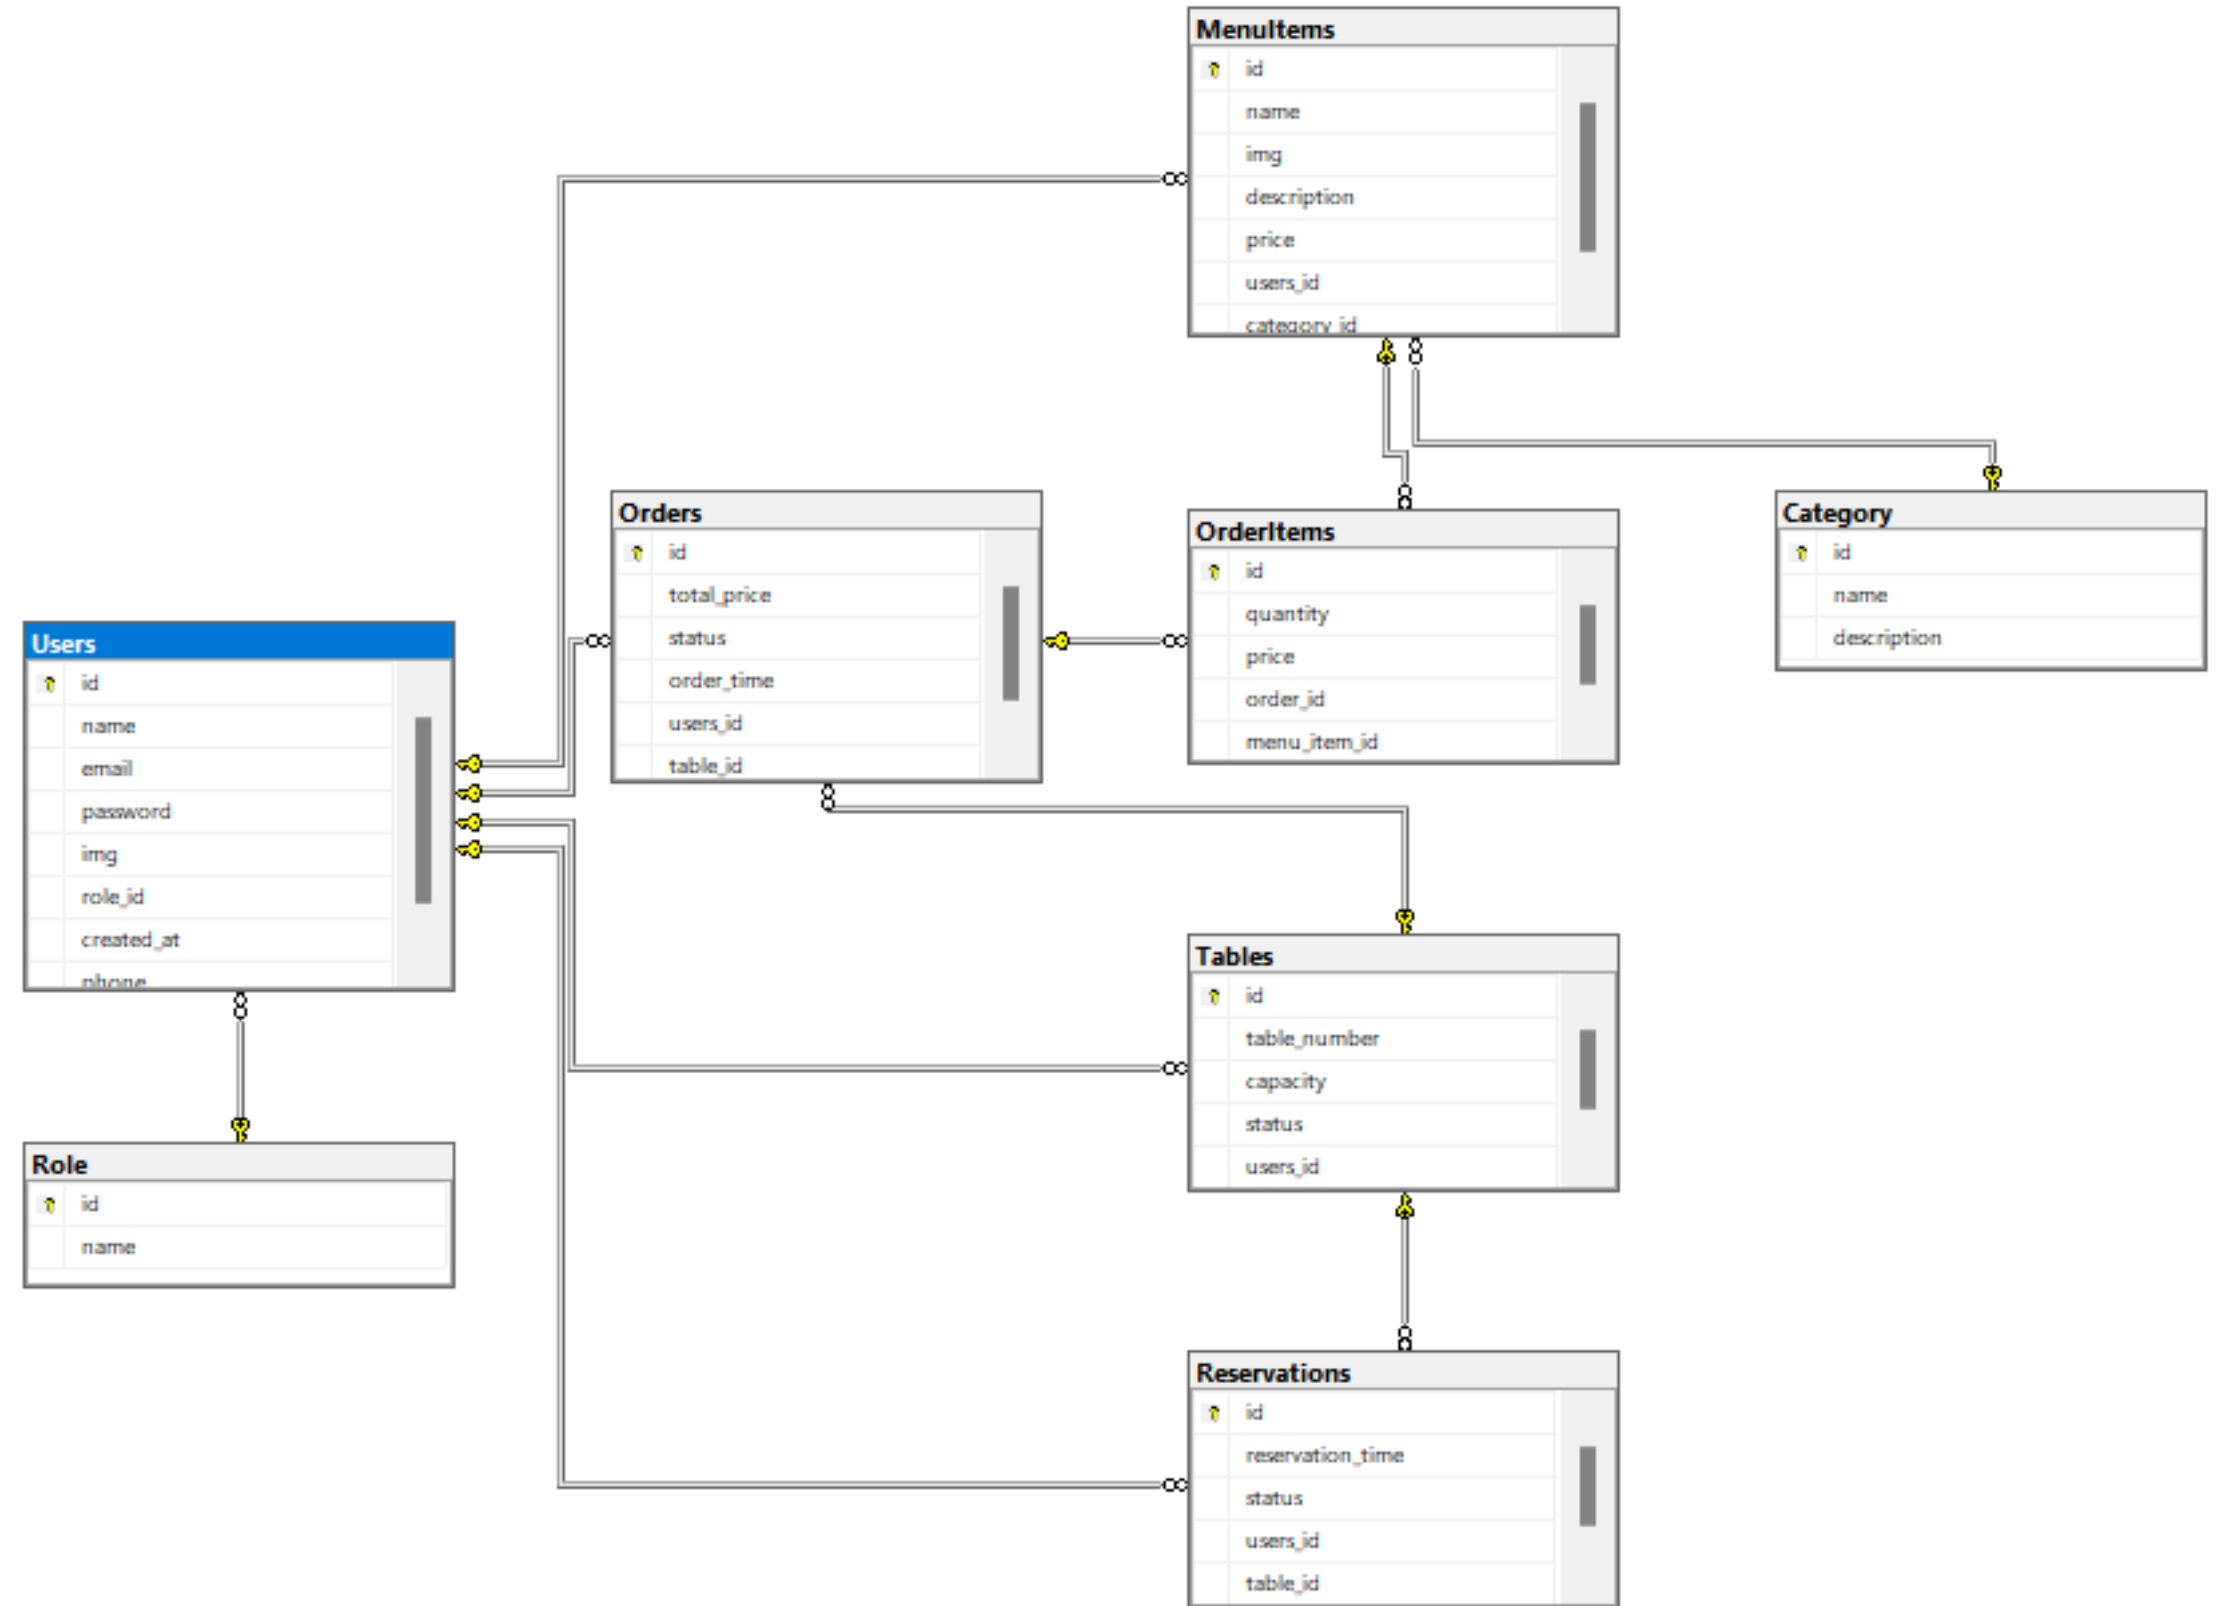 MenuItems
id
name
img
description
price
users_id
category_id
Orders
id
total_price
status
order_time
users_id
table_id
OrderItems
id
quantity
price
order_id
menu_item_id
Category
id
name
description
Users
id
name
email
password
img
role_id
created_at
phone
Role
id
name
Tables
id
table_number
capacity
status
users_id
Reservations
id
reservation_time
status
users_id
table_id